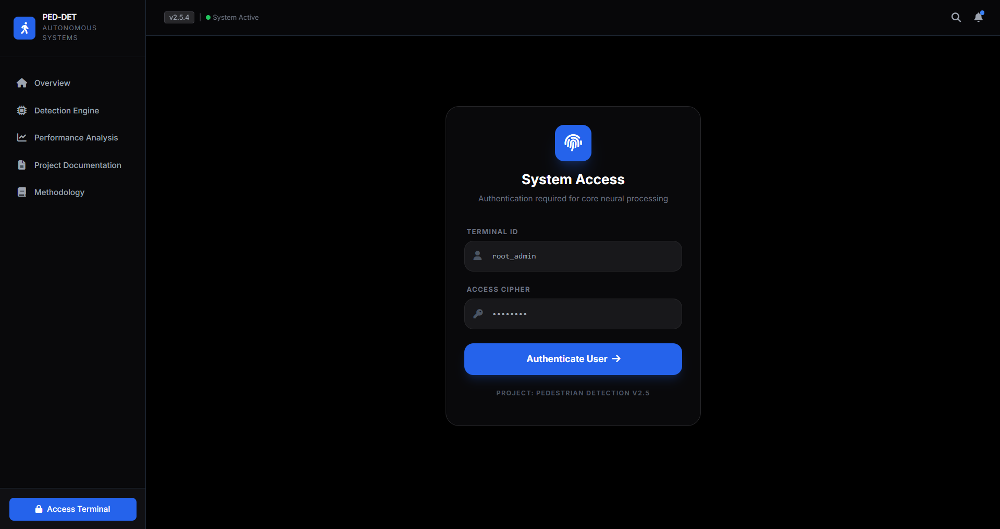 PED-DET
AUTONOMOUS
SYSTEMS
Overview
Detection Engine
Performance Analysis
Project Documentation
Methodology
Access Terminal
v2.5.4 | System Active
System Access
Authentication required for core neural processing
TERMINAL ID
root_admin
ACCESS CIPHER
••••••••
Authenticate User →
PROJECT: PEDESTRIAN DETECTION V2.5